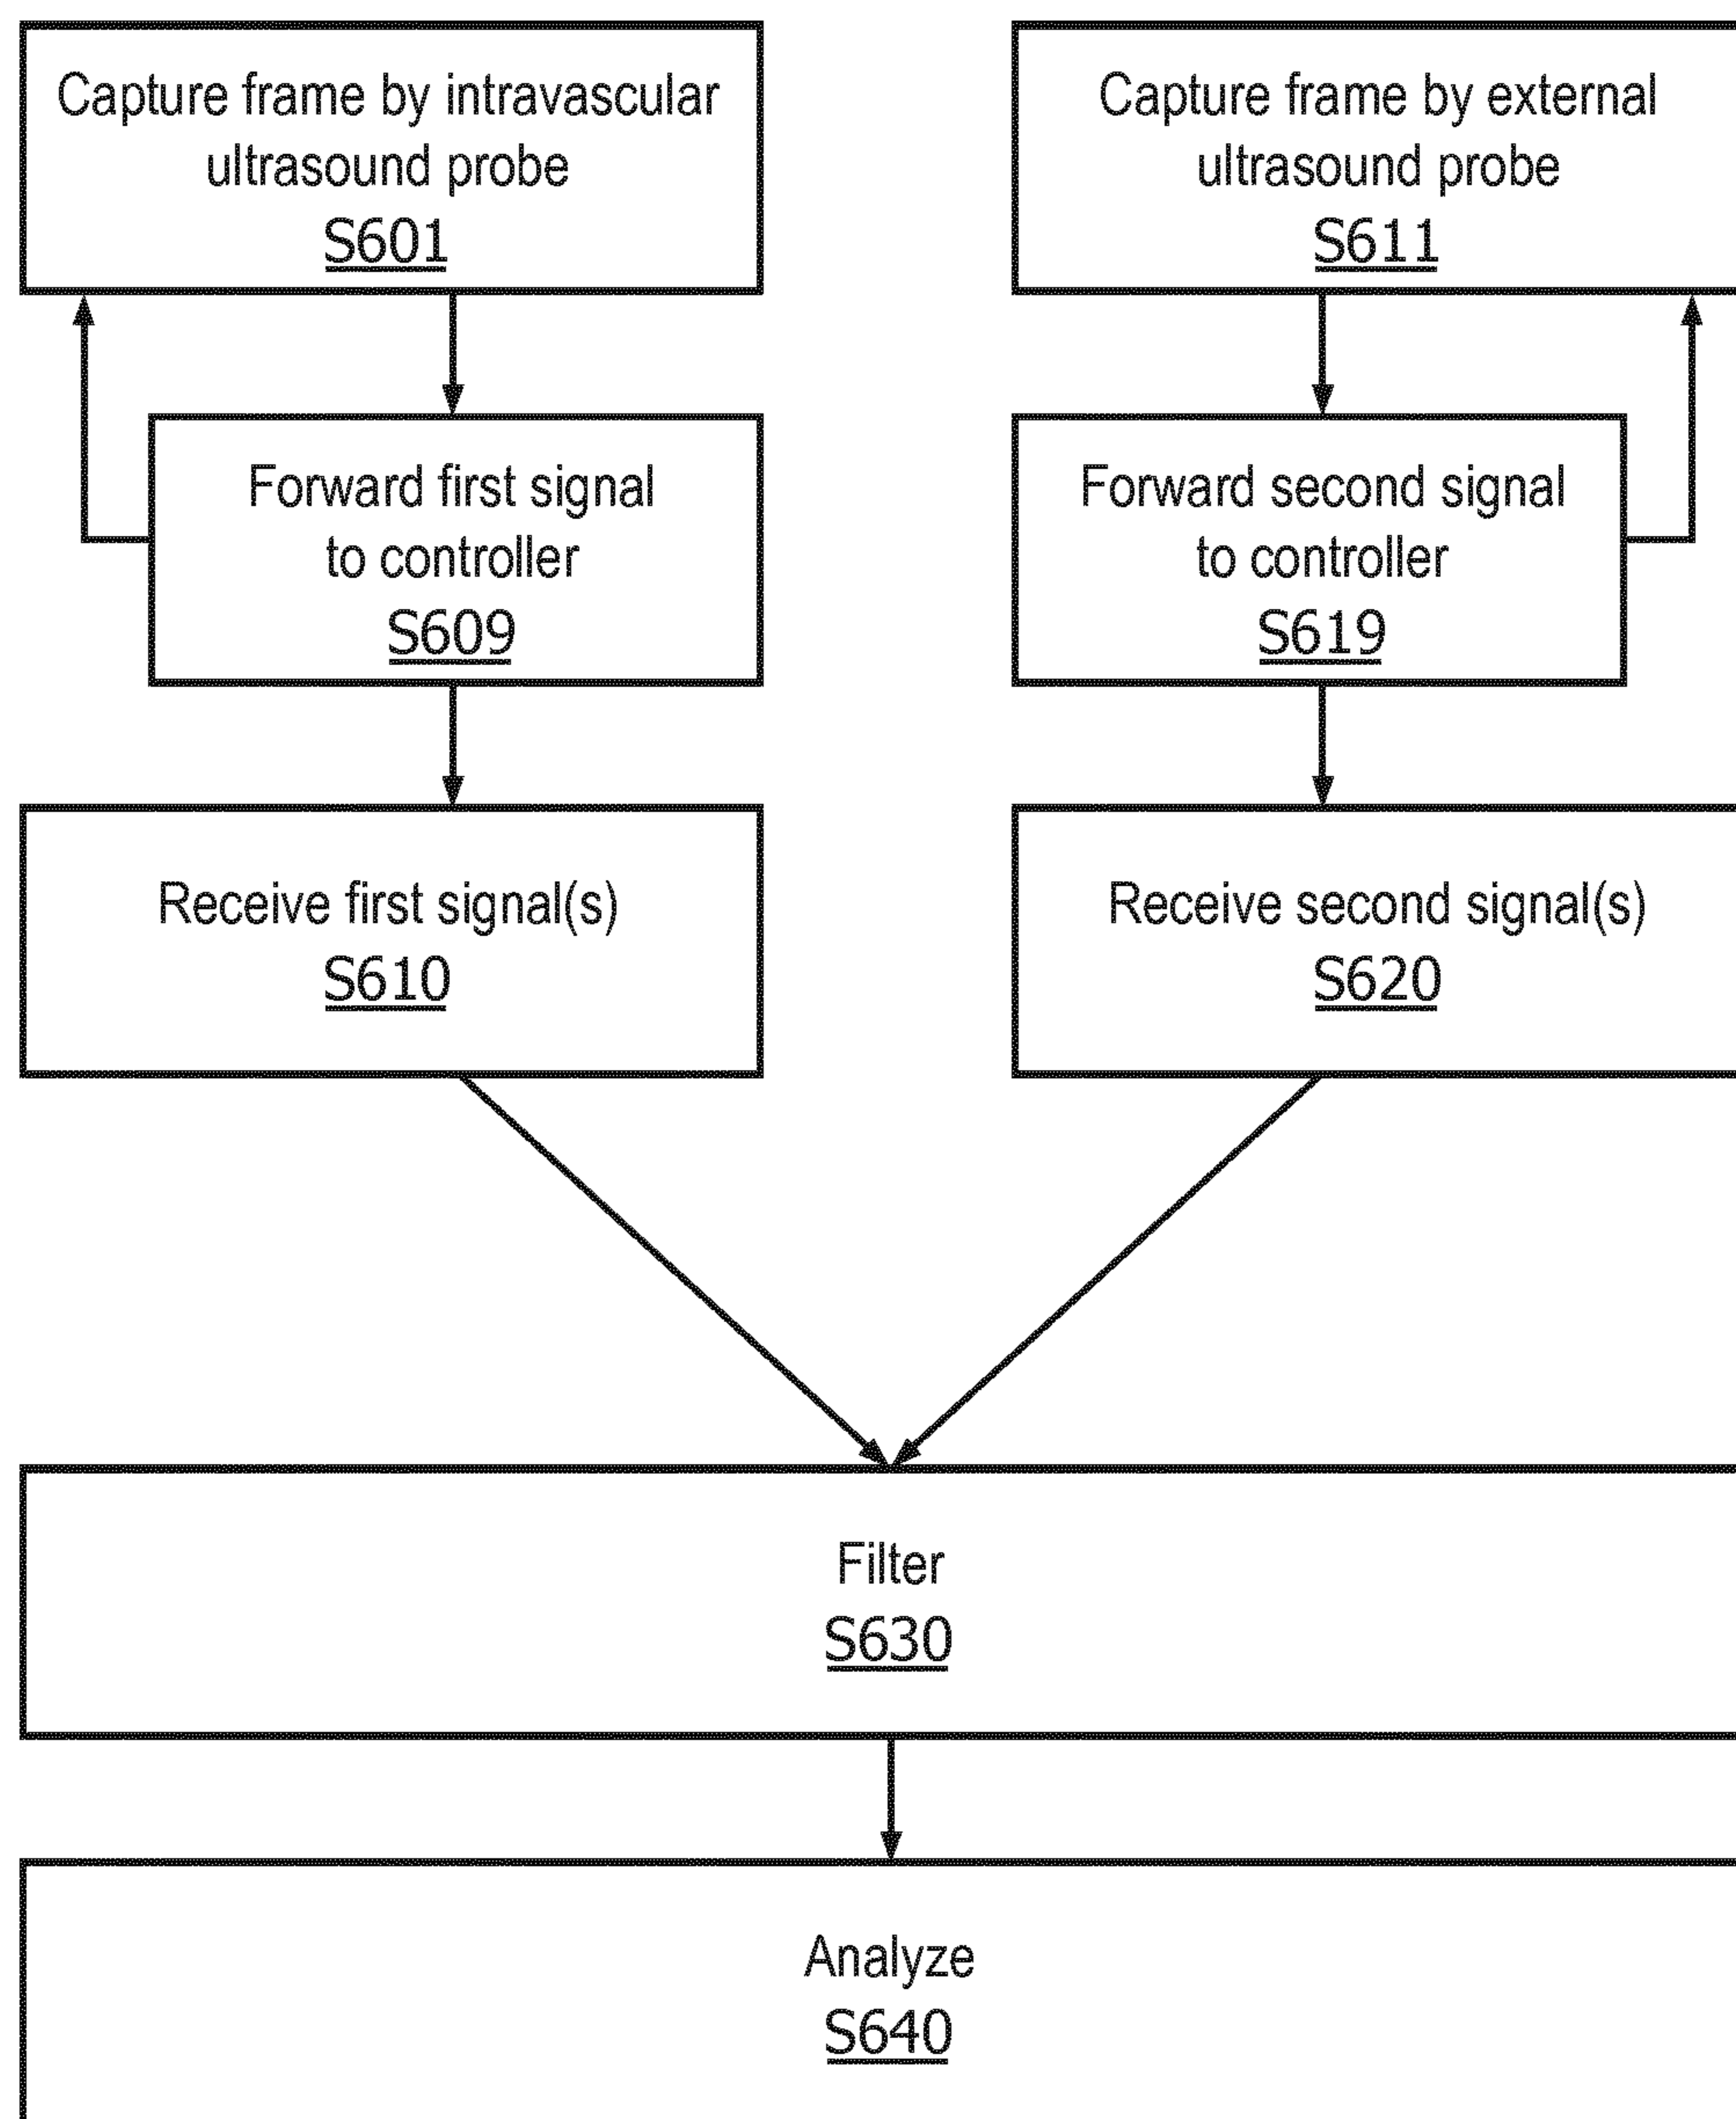 Capture frame by intravascular
ultrasound probe
S601
Capture frame by external
ultrasound probe
S611
Forward first signal
to controller
S609
Forward second signal
to controller
S619
Receive first signal(s)
S610
Receive second signal(s)
S620
Filter
S630
Analyze
S640